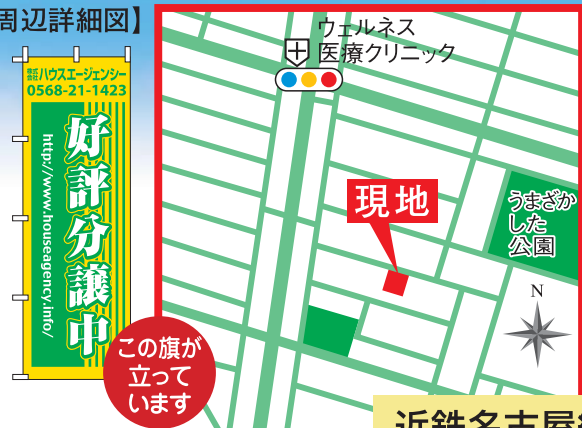 周辺詳細図】
株式会社ハウスエージェンシー
0568-21-1423
好評分譲中
http://www.houseagency.info/
この旗が
立って
います
ウェルネス
医療クリニック
現地
うまざか
した
公園
N
近鉄名古屋